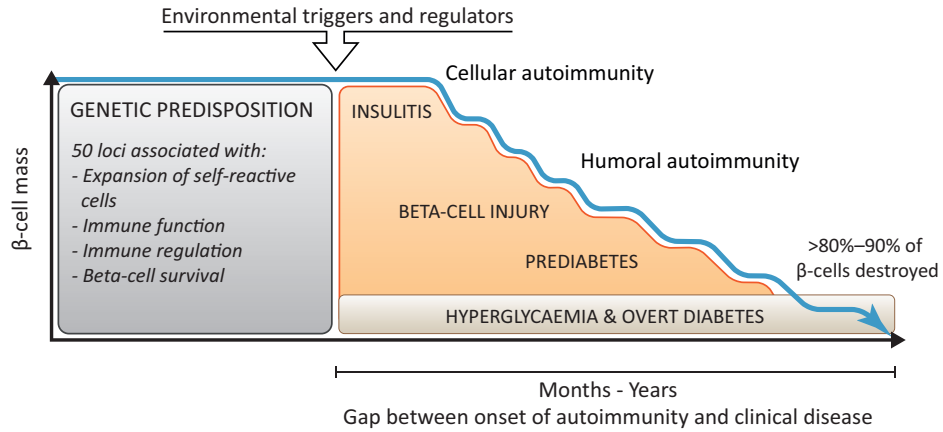 Environmental triggers and regulators
β-cell mass
GENETIC PREDISPOSITION
50 loci associated with:
- Expansion of self-reactive
cells
- Immune function
- Immune regulation
- Beta-cell survival
Cellular autoimmunity
INSULITIS
Humoral autoimmunity
BETA-CELL INJURY
PREDIABETES
>80%–90% of
β-cells destroyed
HYPERGLYCAEMIA & OVERT DIABETES
Months - Years
Gap between onset of autoimmunity and clinical disease